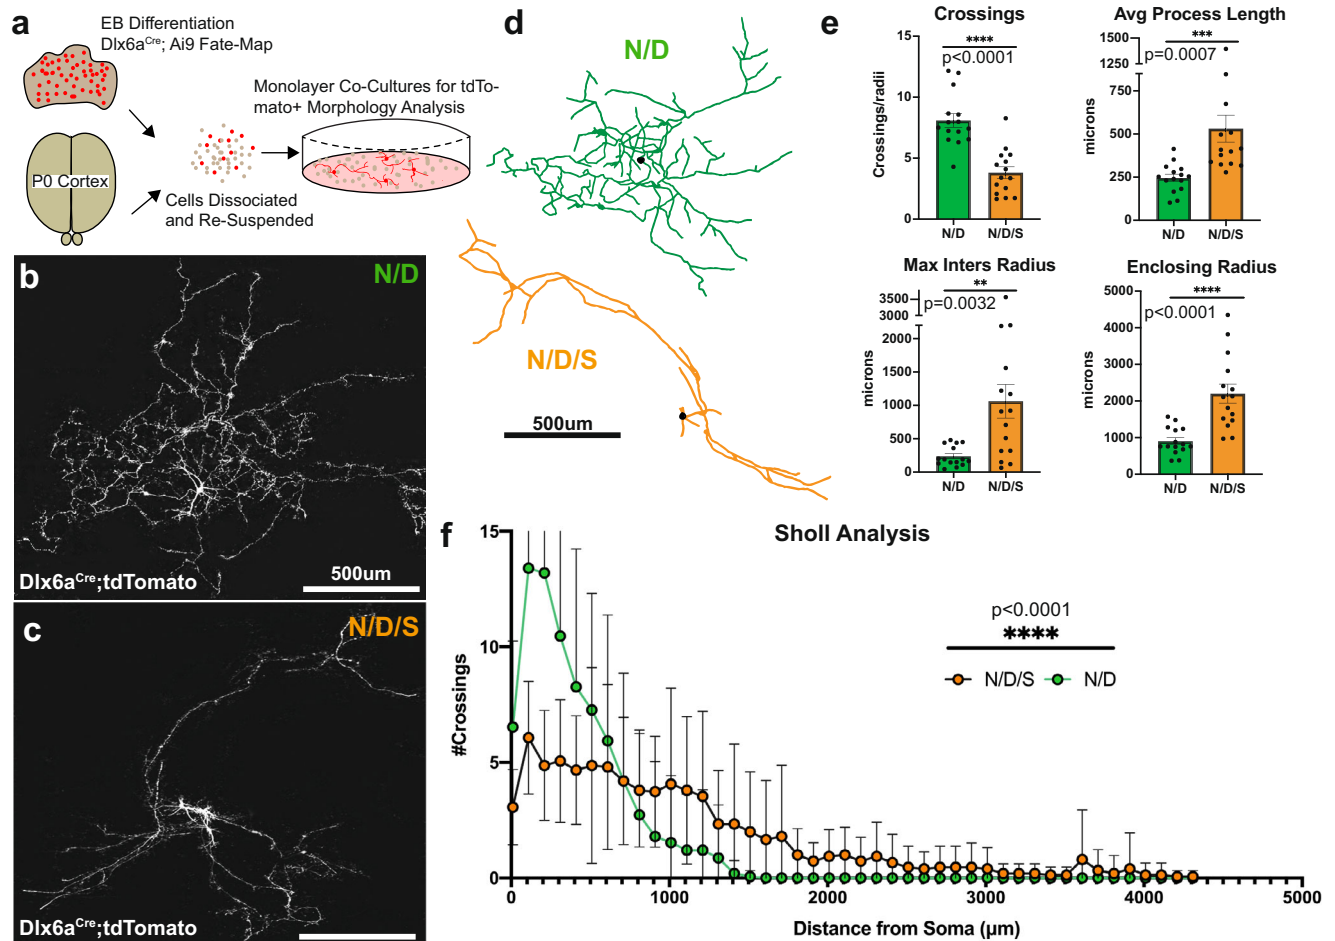 a
EB Differentiation
Dlx6aCre; Ai9 Fate-Map
P0 Cortex
Cells Dissociated
and Re-Suspended
Monolayer Co-Cultures for tdTo-
mato+ Morphology Analysis
b
N/D
Dlx6aCre;tdTomato
500um
c
N/D/S
Dlx6aCre;tdTomato
d
N/D
N/D/S
500um
e
Crossings
****
p<0.0001
Crossings/radii
15
10
5
0
N/D N/D/S
Avg Process Length
***
p=0.0007
microns
1500
1250
750
500
250
0
N/D N/D/S
Max Inters Radius
**
p=0.0032
microns
3500
3000
1500
1000
500
0
N/D N/D/S
Enclosing Radius
****
p<0.0001
microns
5000
4000
3000
2000
1000
0
N/D N/D/S
f
Sholl Analysis
p<0.0001
****
N/D/S N/D
#Crossings
15
10
5
0
0 1000 2000 3000 4000 5000
Distance from Soma (µm)